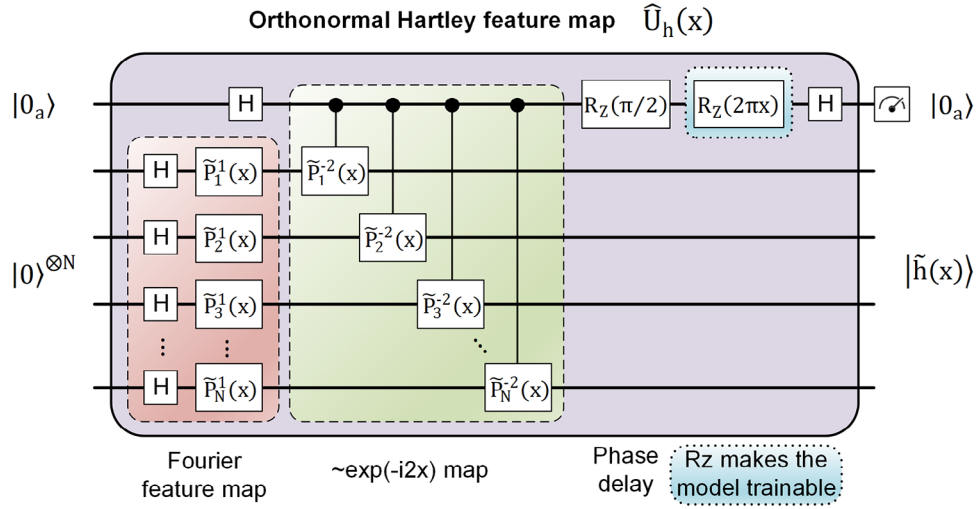 Orthonormal Hartley feature map Û_h(x)
|0_a⟩ H R_Z(π/2) R_Z(2πx) H |0_a⟩
H P̃_1^1(x) P̃_1^-2(x)
H P̃_2^1(x) P̃_2^-2(x)
|0⟩^⊗N |h̃(x)⟩
H P̃_3^1(x) P̃_3^-2(x)
⋮ ⋮ ⋱
H P̃_N^1(x) P̃_N^-2(x)
Fourier
feature map
~exp(-i2x) map
Phase
delay
Rz makes the
model trainable